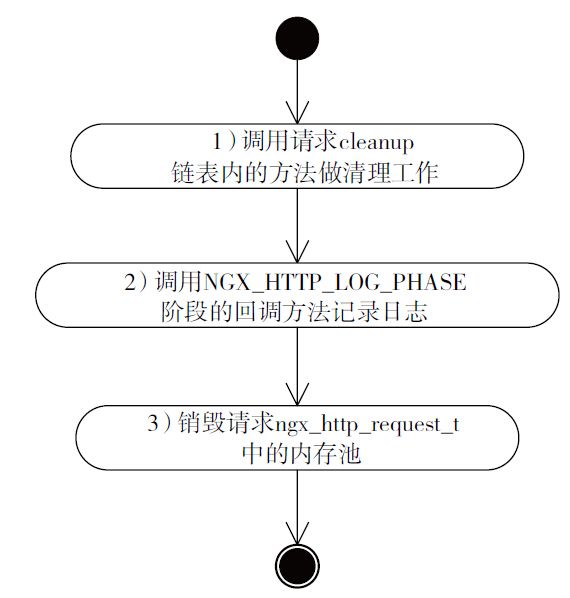 1）调用请求cleanup
链表内的方法做清理工作
2）调用NGX_HTTP_LOG_PHASE
阶段的回调方法记录日志
3）销毁请求ngx_http_request_t
中的内存池